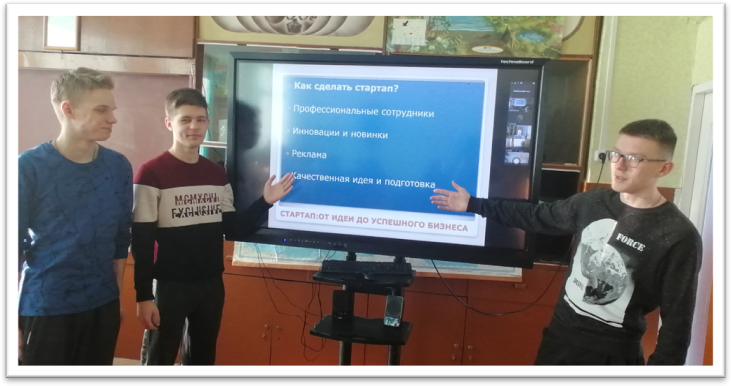 technoBoard
Как сделать стартап?
Профессиональные сотрудники
Инновации и новинки
Реклама
Качественная идея и подготовка
СТАРТАП:ОТ ИДЕИ ДО УСПЕШНОГО БИЗНЕСА
MCMXCVI
EXCLUSIVE
FORCE